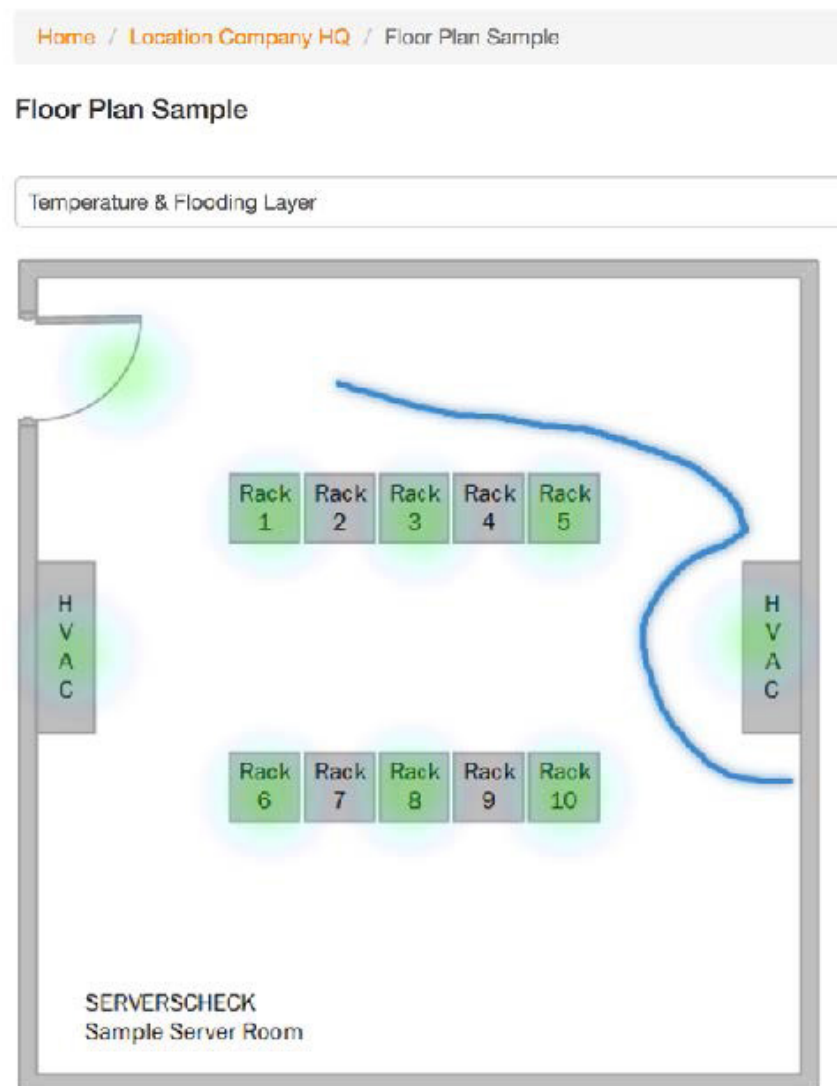 Home / Location Company HQ / Floor Plan Sample
Floor Plan Sample
Temperature & Flooding Layer
Rack Rack Rack Rack Rack
1 2 3 4 5
H
V
A
C
H
V
A
C
Rack Rack Rack Rack Rack
6 7 8 9 10
SERVERSCHECK
Sample Server Room